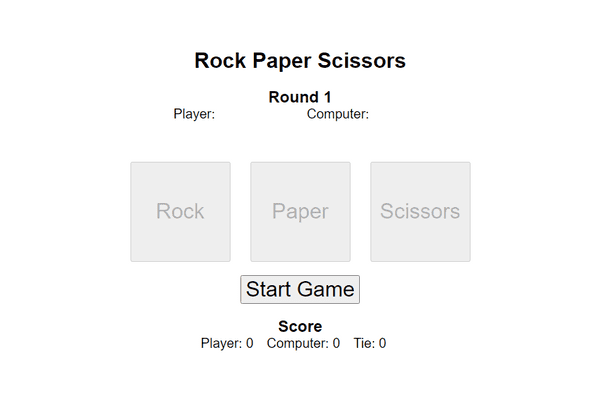 Rock Paper Scissors
Round 1
Player: Computer:
Rock Paper Scissors
Start Game
Score
Player: 0 Computer: 0 Tie: 0